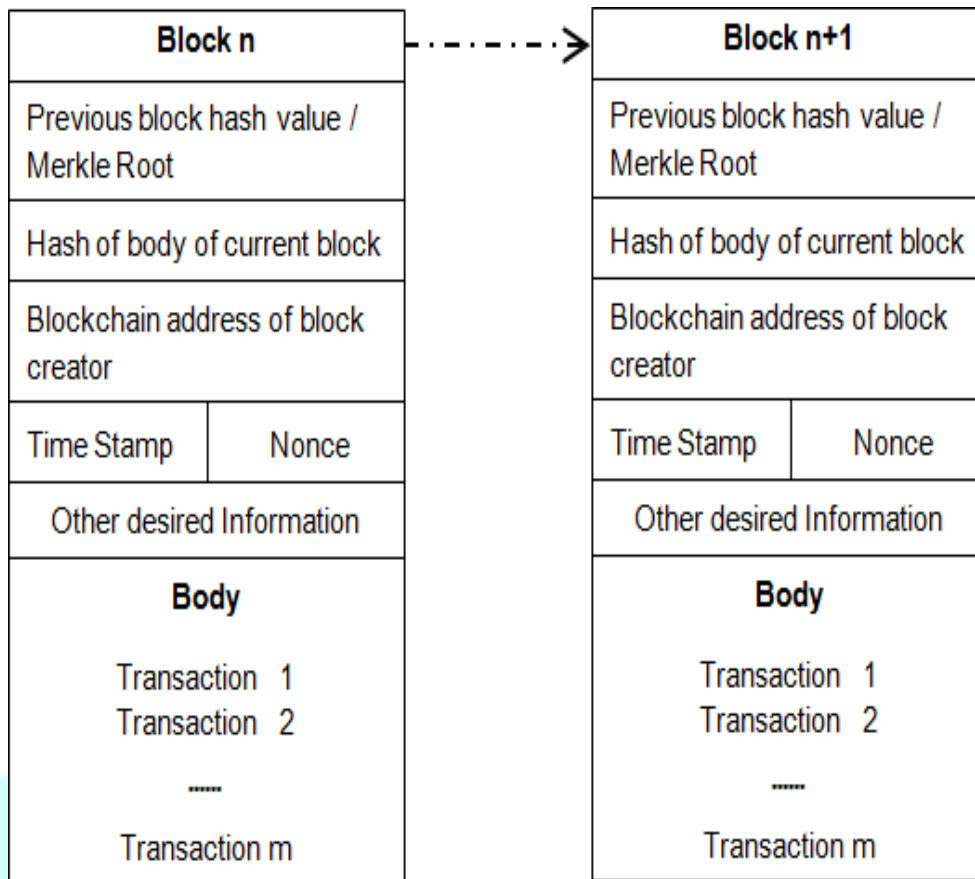 Block n
Previous block hash value /
Merkle Root
Hash of body of current block
Blockchain address of block
creator
Time Stamp
Nonce
Other desired Information
Body
Transaction 1
Transaction 2
......
Transaction m
Block n+1
Previous block hash value /
Merkle Root
Hash of body of current block
Blockchain address of block
creator
Time Stamp
Nonce
Other desired Information
Body
Transaction 1
Transaction 2
......
Transaction m